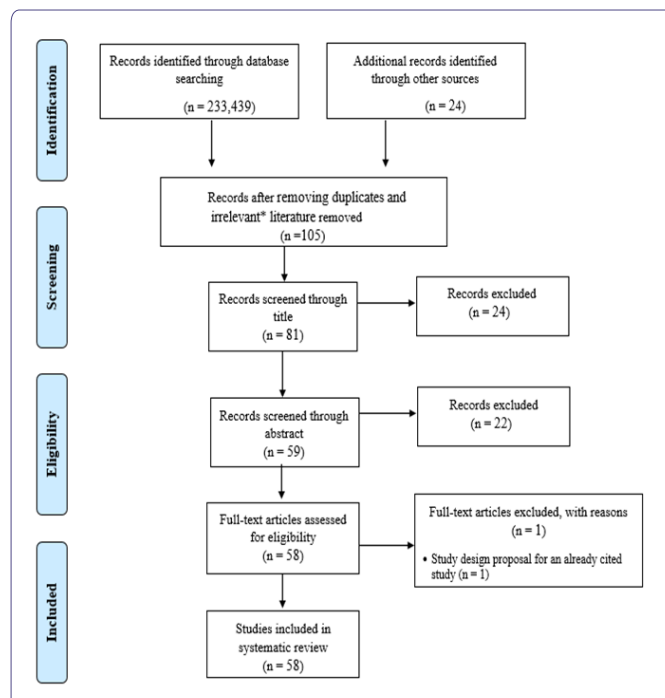 Identification
Records identified through database
searching
(n = 233,439)
Additional records identified
through other sources
(n = 24)
Records after removing duplicates and
irrelevant* literature removed
(n =105)
Screening
Records screened through
title
(n = 81)
Records excluded
(n = 24)
Eligibility
Records screened through
abstract
(n = 59)
Records excluded
(n = 22)
Full-text articles assessed
for eligibility
(n = 58)
Full-text articles excluded, with reasons
(n = 1)
• Study design proposal for an already cited
study (n = 1)
Included
Studies included in
systematic review
(n = 58)